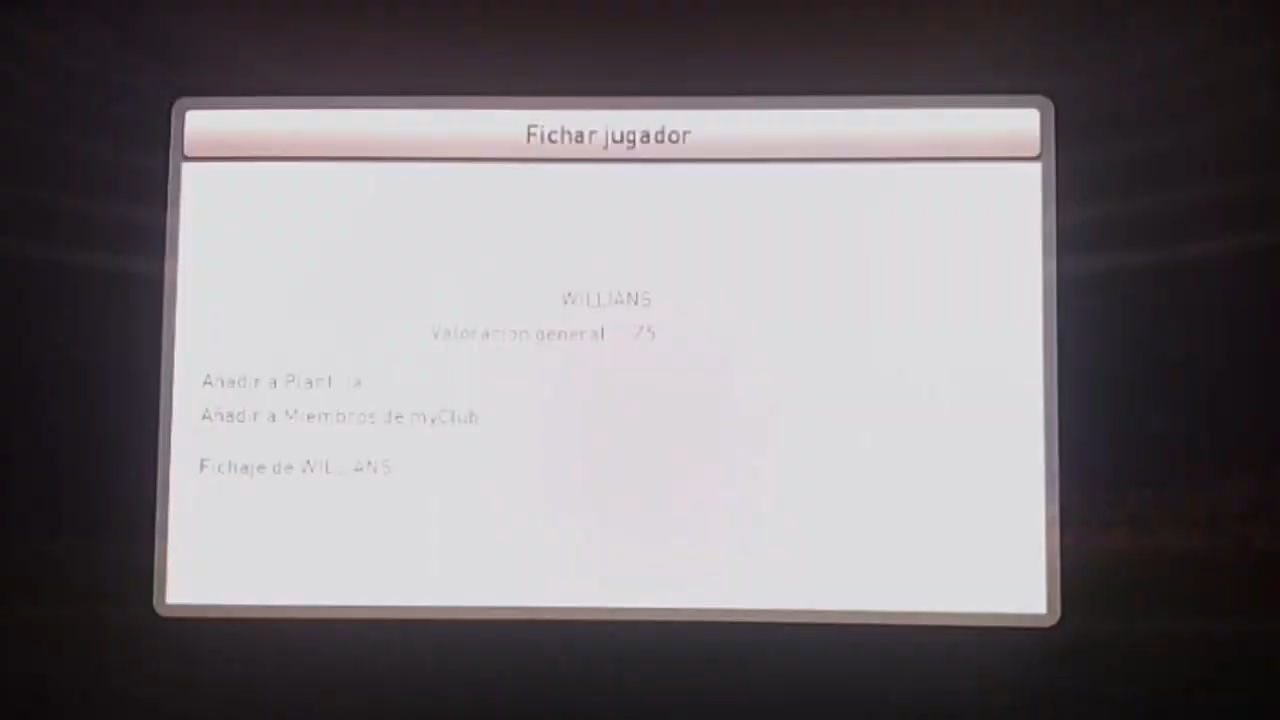 Fichar jugador
WILLIANS
Valoración general 75
Añadir a Plantilla
Añadir a Miembros de myClub
Fichaje de WILLIANS